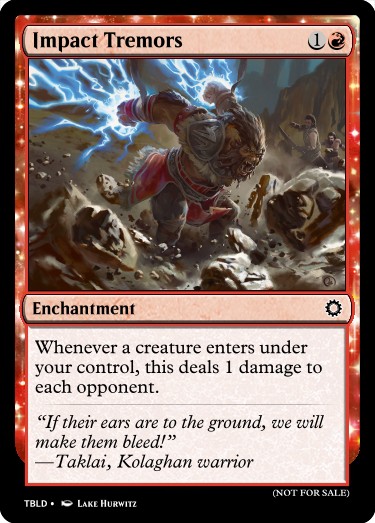 Impact Tremors 1
Enchantment
Whenever a creature enters under
your control, this deals 1 damage to
each opponent.
“If their ears are to the ground, we will
make them bleed!”
—Taklai, Kolaghan warrior
(NOT FOR SALE)
TBLD • Lake Hurwitz